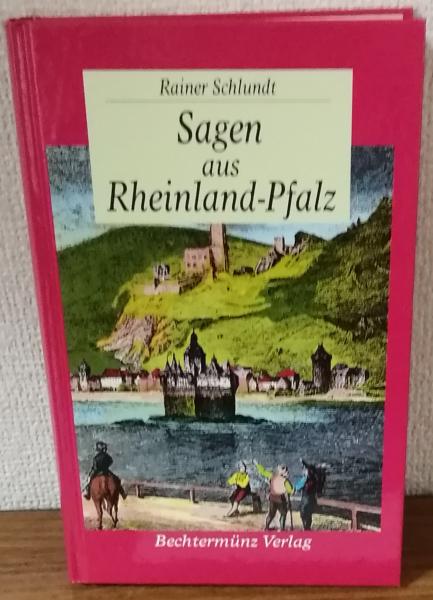 Rainer Schlundt
Sagen
aus
Rheinland-Pfalz
Bechtermünz Verlag